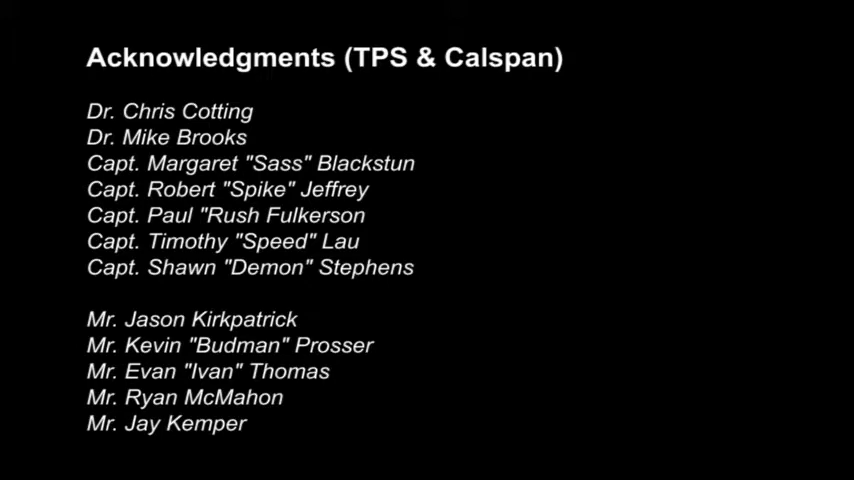 Acknowledgments (TPS & Calspan)
Dr. Chris Cotting
Dr. Mike Brooks
Capt. Margaret "Sass" Blackstun
Capt. Robert "Spike" Jeffrey
Capt. Paul "Rush Fulkerson
Capt. Timothy "Speed" Lau
Capt. Shawn "Demon" Stephens
Mr. Jason Kirkpatrick
Mr. Kevin "Budman" Prosser
Mr. Evan "Ivan" Thomas
Mr. Ryan McMahon
Mr. Jay Kemper